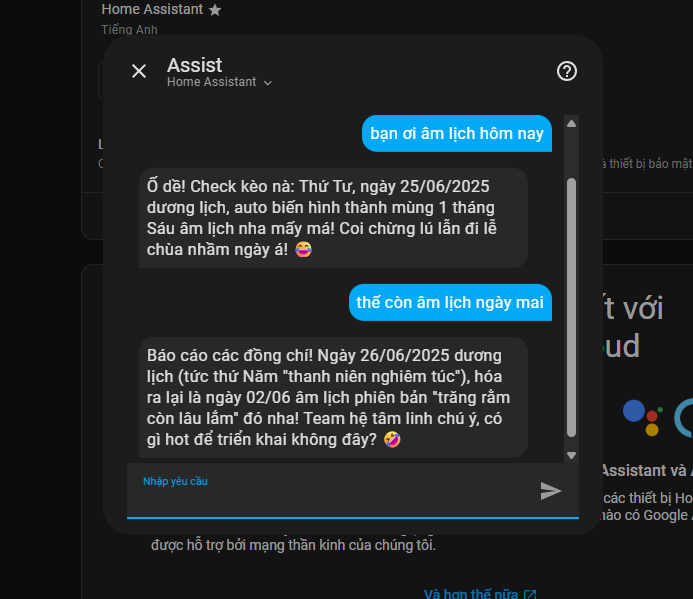 Home Assistant
Tiếng Anh
Assist
Home Assistant
bạn ơi âm lịch hôm nay
Ố dề! Check kèo nà: Thứ Tư, ngày 25/06/2025
dương lịch, auto biến hình thành mùng 1 tháng
Sáu âm lịch nha mấy má! Coi chừng lú lẫn đi lễ
chùa nhầm ngày á! 😂
thế còn âm lịch ngày mai
Báo cáo các đồng chí! Ngày 26/06/2025 dương
lịch (tức thứ Năm "thanh niên nghiêm túc"), hóa
ra lại là ngày 02/06 âm lịch phiên bản "trăng rằm
còn lâu lắm" đó nha! Team hệ tâm linh chú ý, có
gì hot để triển khai không đây? 🤣
Nhập yêu cầu
thiết bị bảo mật
với
Assistant và
các thiết bị
nào có Google
được hỗ trợ bởi mạng thần kinh của chúng tôi.
Và hơn thế nữa